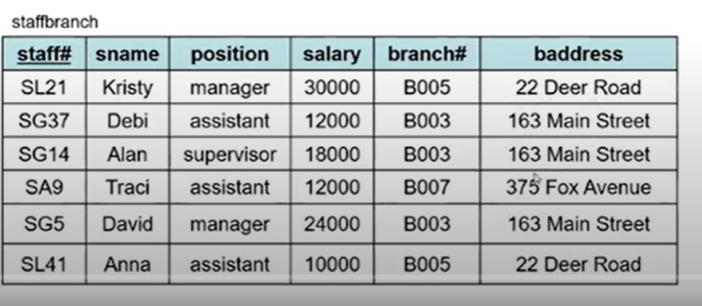 staffbranch
staff# sname position salary branch# baddress
SL21 Kristy manager 30000 B005 22 Deer Road
SG37 Debi assistant 12000 B003 163 Main Street
SG14 Alan supervisor 18000 B003 163 Main Street
SA9 Traci assistant 12000 B007 375 Fox Avenue
SG5 David manager 24000 B003 163 Main Street
SL41 Anna assistant 10000 B005 22 Deer Road